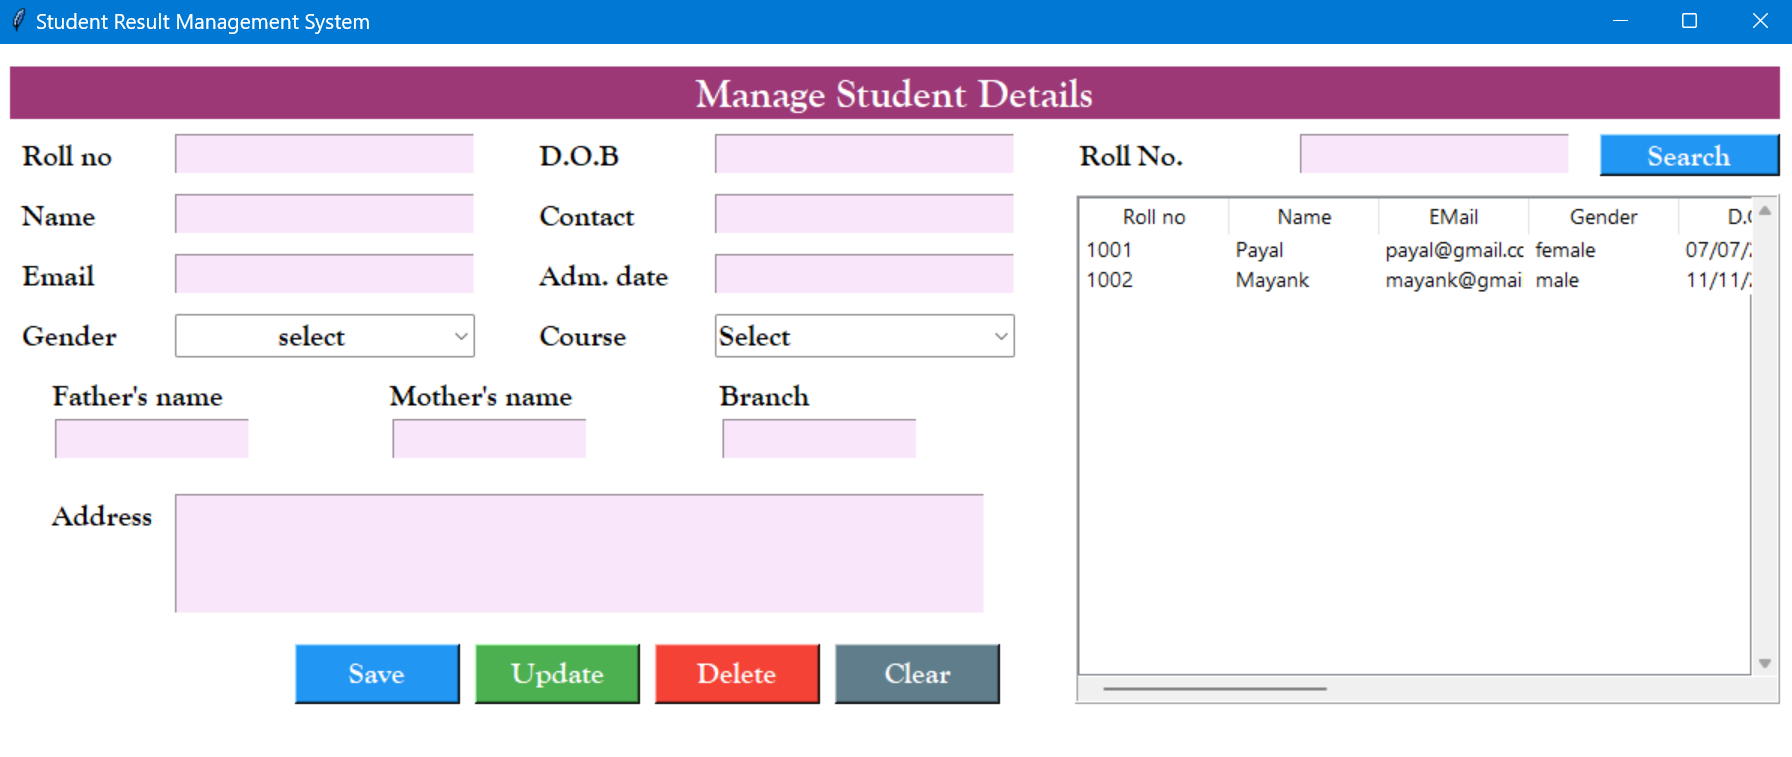 Student Result Management System
Manage Student Details
Roll no
D.O.B
Roll No.
Search
Name
Contact
Email
Adm. date
Gender
select
Course
Select
Father's name
Mother's name
Branch
Address
Save
Update
Delete
Clear
Roll no Name EMail Gender
1001 Payal payal@gmail.cc female 07/07/
1002 Mayank mayank@gmai male 11/11/